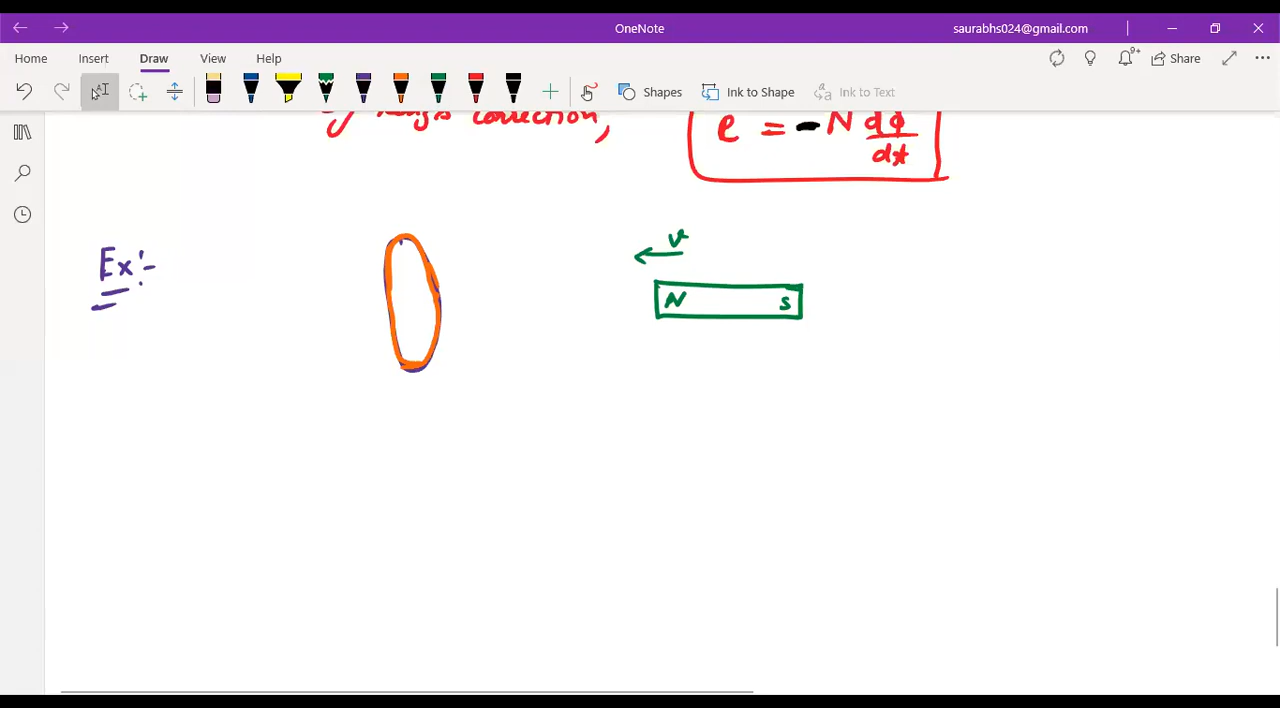 OneNote
saurabhs024@gmail.com
Home Insert Draw View Help
Share
Shapes Ink to Shape Ink to Text
By correction,
e = - N dφ/dt
Ex:-
v
N S